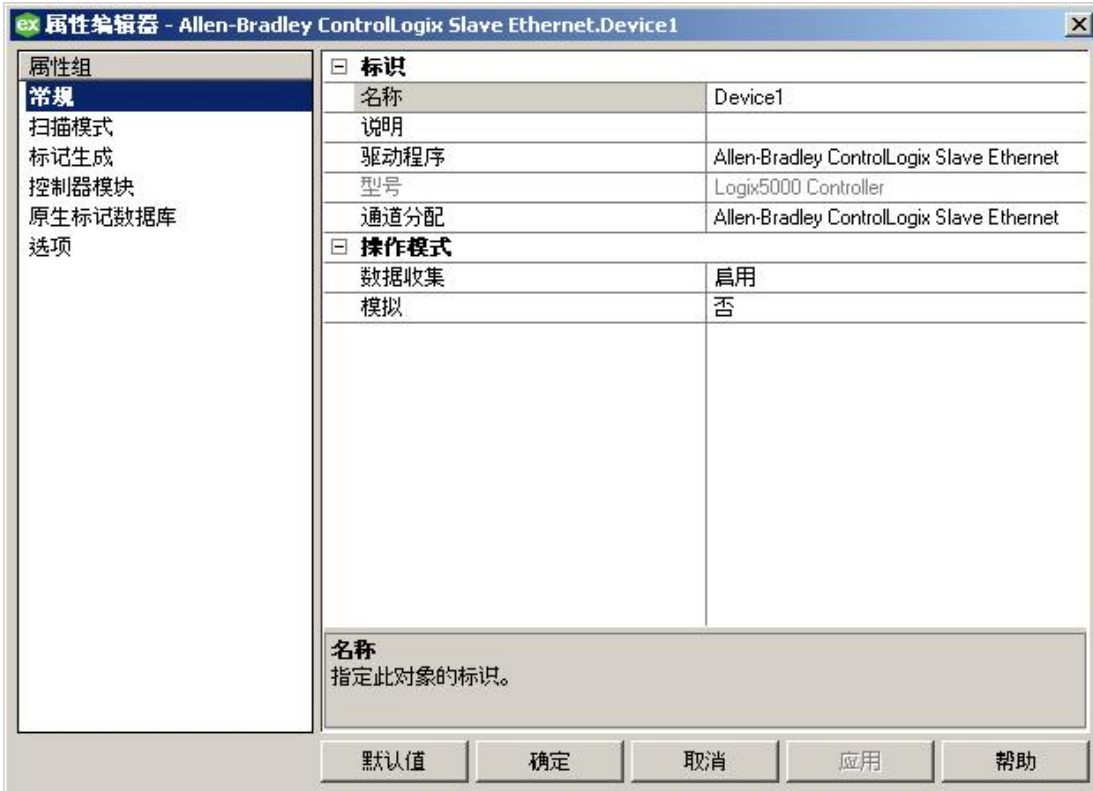 ex 属性编辑器 - Allen-Bradley ControlLogix Slave Ethernet.Device1
属性组
常规
扫描模式
标记生成
控制器模块
原生标记数据库
选项
标识
名称 Device1
说明
驱动程序 Allen-Bradley ControlLogix Slave Ethernet
型号 Logix5000 Controller
通道分配 Allen-Bradley ControlLogix Slave Ethernet
操作模式
数据收集 启用
模拟 否
名称
指定此对象的标识。
默认值 确定 取消 应用 帮助